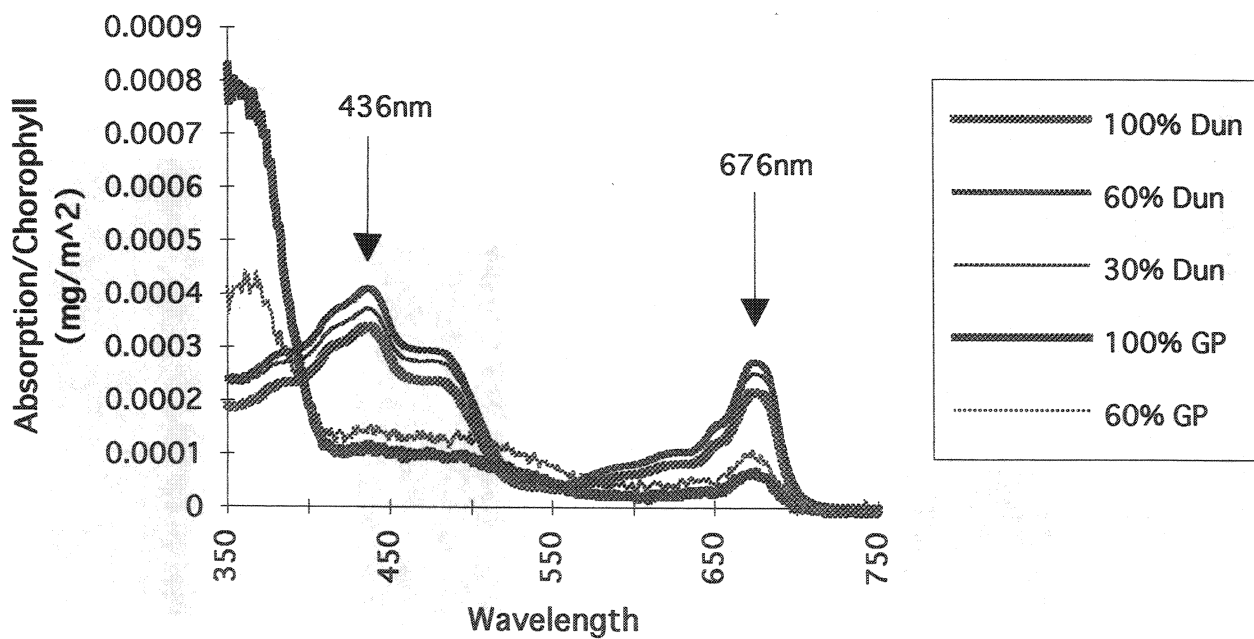 Absorption/Chorophyll
(mg/m^2)
0.0009
0.0008
0.0007
0.0006
0.0005
0.0004
0.0003
0.0002
0.0001
0
436nm
676nm
350
450
550
650
750
Wavelength
100% Dun
60% Dun
30% Dun
100% GP
60% GP